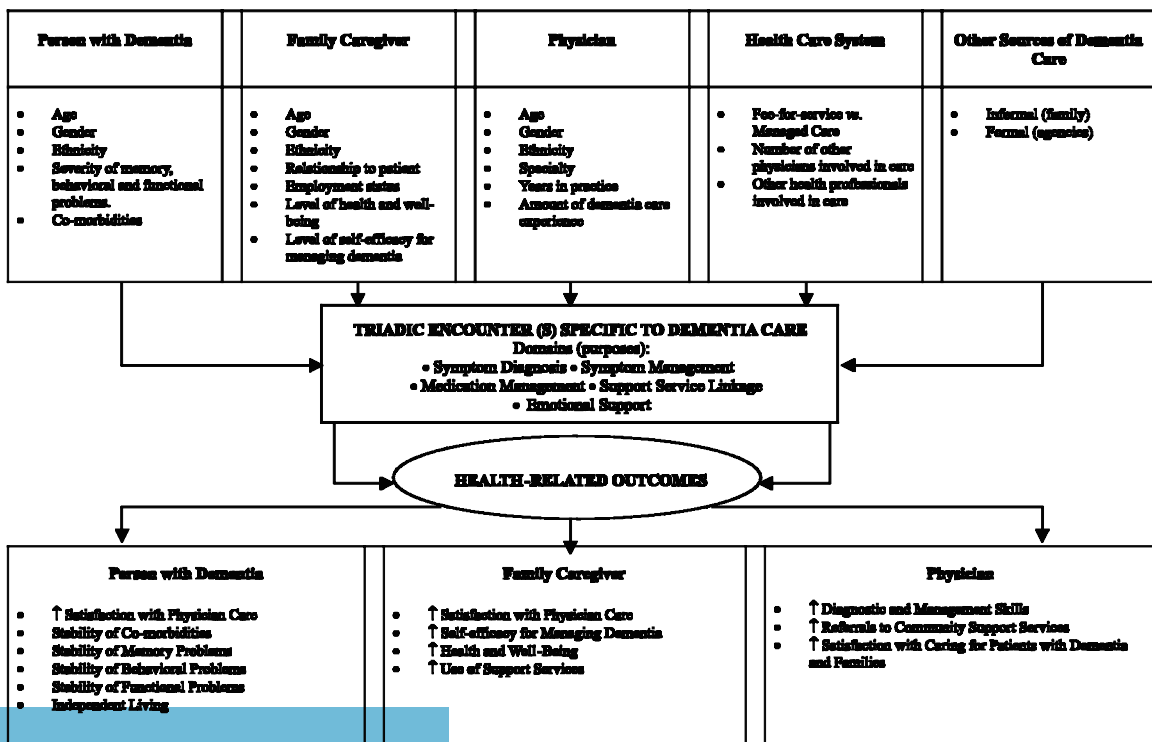 Person with Dementia
• Age
• Gender
• Ethnicity
• Severity of memory,
behavioral and functional
problems.
• Co-morbidities
Family Caregiver
• Age
• Gender
• Ethnicity
• Relationship to patient
• Employment status
• Level of health and well-
being
• Level of self-efficacy for
managing dementia
Physician
• Age
• Gender
• Ethnicity
• Specialty
• Years in practice
• Amount of dementia care
experience
Health Care System
• Fee-for-service vs.
Managed Care
• Number of other
physicians involved in care
• Other health professionals
involved in care
Other Sources of Dementia
Care
• Informal (family)
• Formal (agencies)
TRIADIC ENCOUNTER (S) SPECIFIC TO DEMENTIA CARE
Domains (purposes):
• Symptom Diagnosis • Symptom Management
• Medication Management • Support Service Linkage
• Emotional Support
HEALTH-RELATED OUTCOMES
Person with Dementia
• ↑ Satisfaction with Physician Care
• Stability of Co-morbidities
• Stability of Memory Problems
• Stability of Behavioral Problems
• Stability of Functional Problems
• Independent Living
Family Caregiver
• ↑ Satisfaction with Physician Care
• ↑ Self-efficacy for Managing Dementia
• ↑ Health and Well-Being
• ↑ Use of Support Services
Physician
• ↑ Diagnostic and Management Skills
• ↑ Referrals to Community Support Services
• ↑ Satisfaction with Caring for Patients with Dementia
and Families